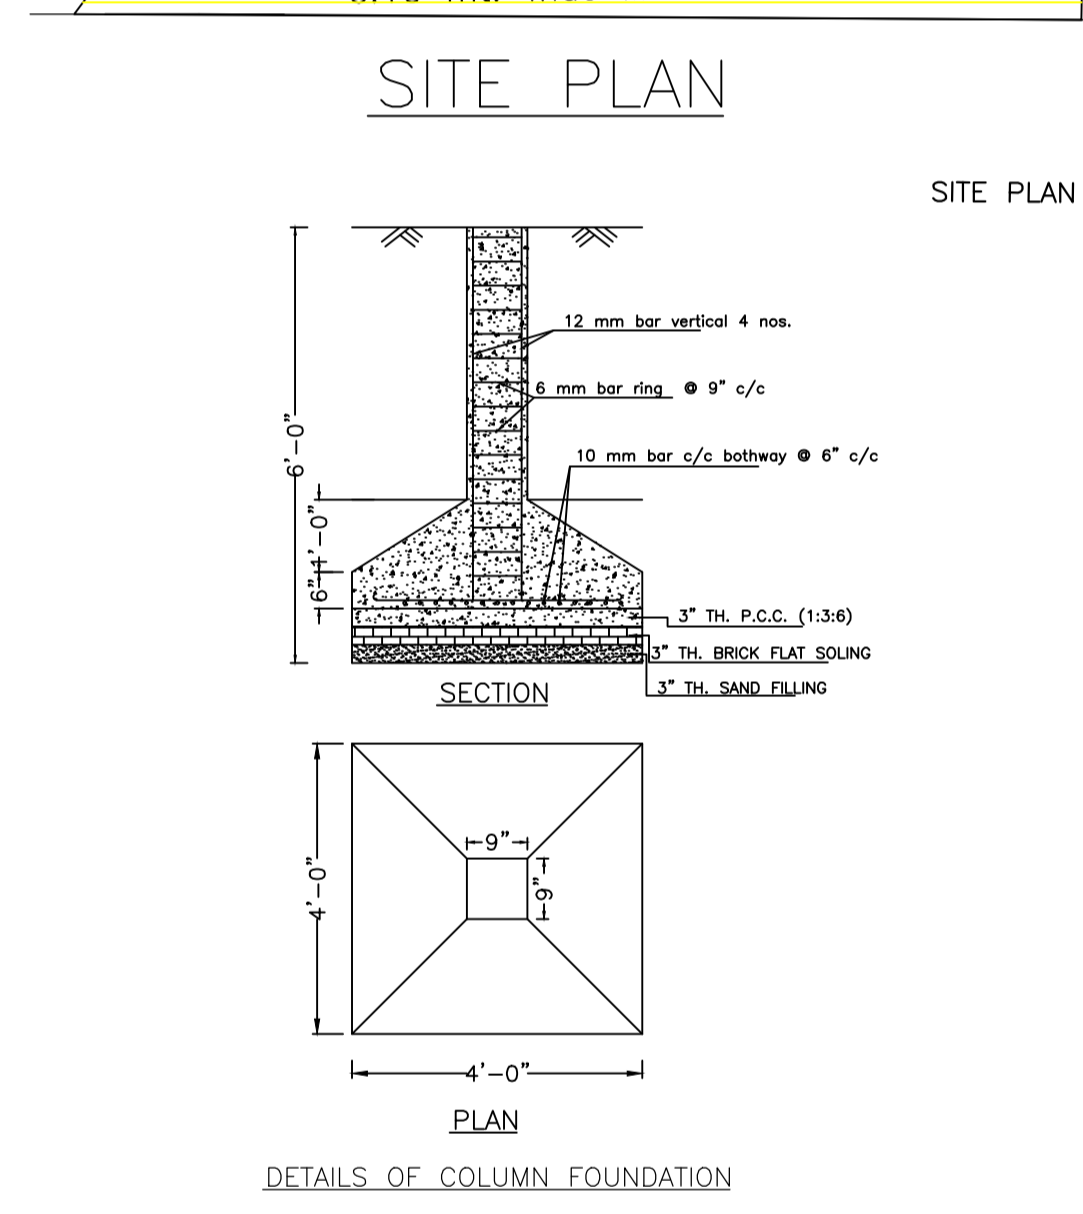 SITE PLAN
SITE PLAN
12 mm bar vertical 4 nos.
6 mm bar ring @ 9" c/c
6'-0"
10 mm bar c/c bothway @ 6" c/c
1'-0"
6"
3" TH. P.C.C. (1:3:6)
3" TH. BRICK FLAT SOLING
3" TH. SAND FILLING
SECTION
9"
9"
4'-0"
4'-0"
PLAN
DETAILS OF COLUMN FOUNDATION